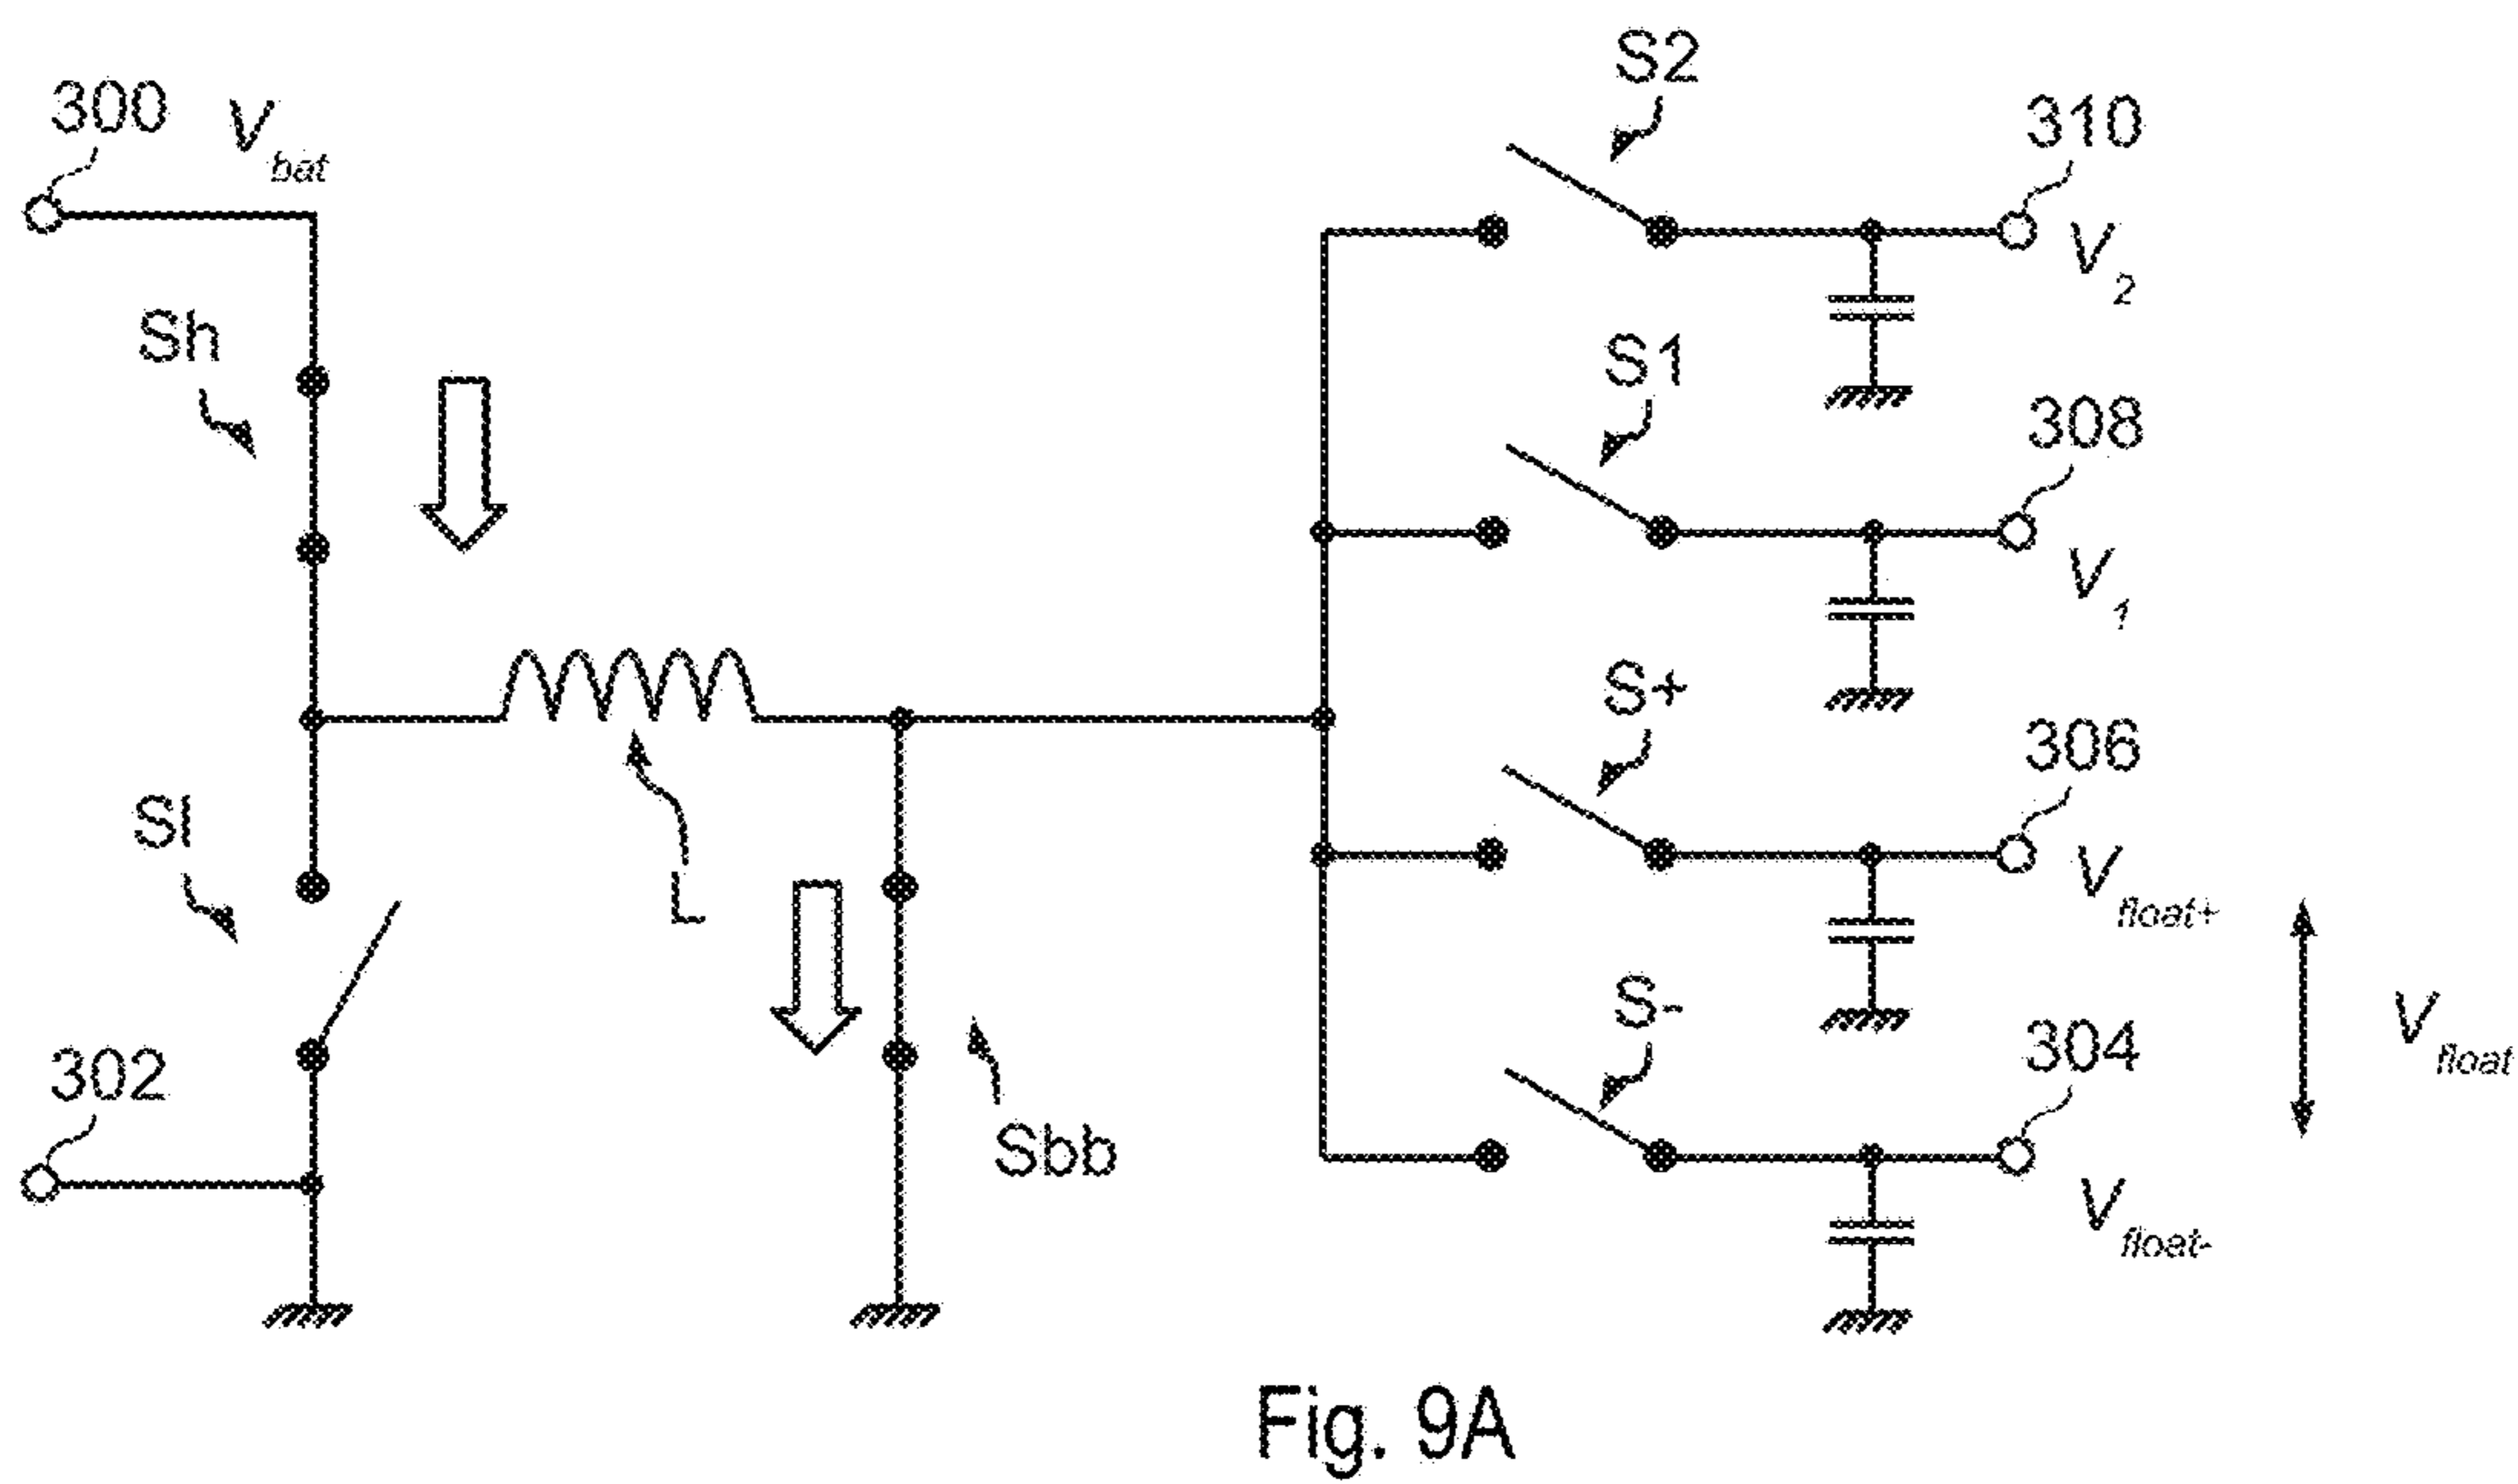 S2
300 Vbat
310
V2
Sh
S1
308
V1
S+
306
Sl
Vfloat+
L
S-
Vfloat
304
302
Sbb
Vfloat-
Fig. 9A